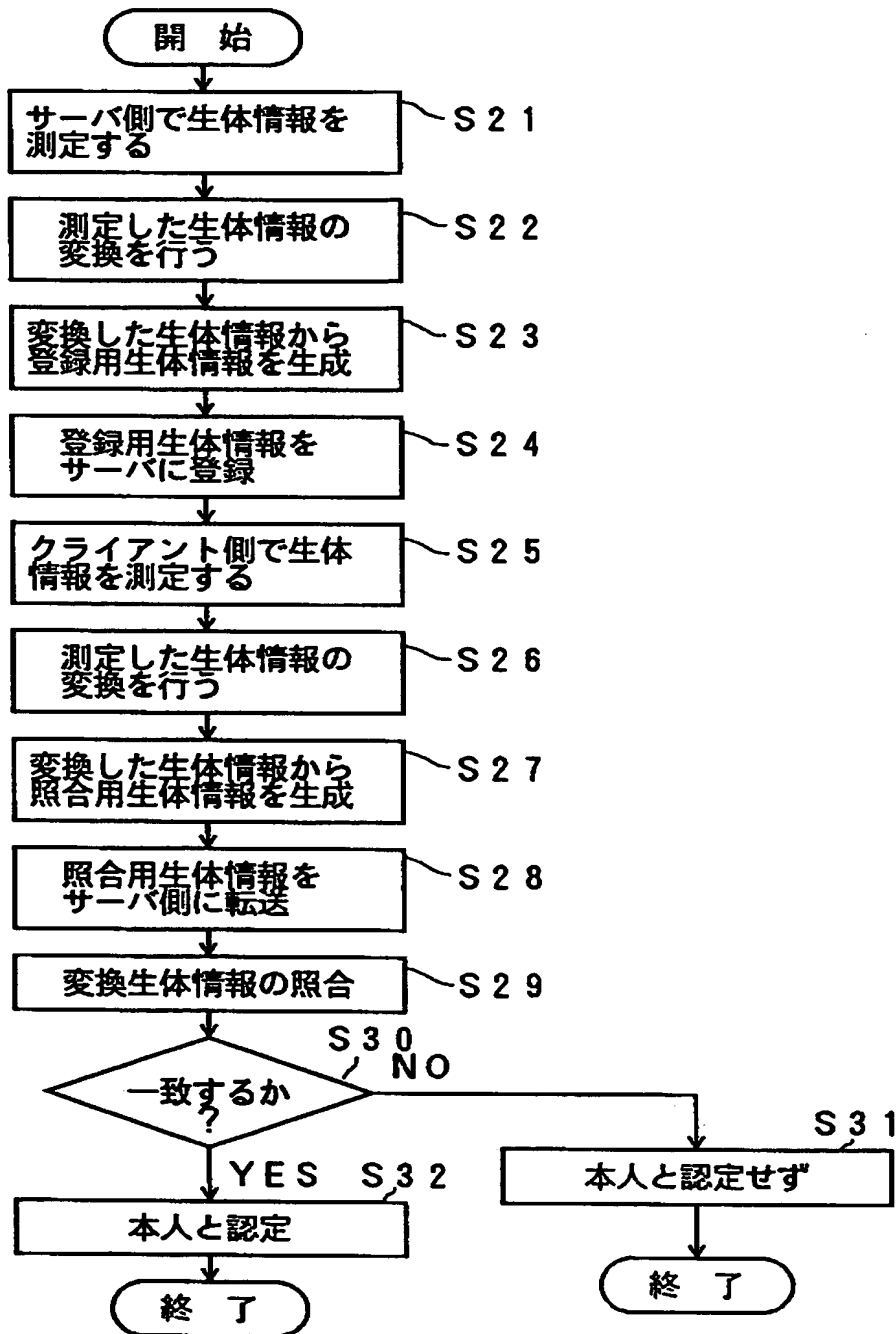 開 始
サーバ側で生体情報を
測定する
S21
測定した生体情報の
変換を行う
S22
変換した生体情報から
登録用生体情報を生成
S23
登録用生体情報を
サーバに登録
S24
クライアント側で生体
情報を測定する
S25
測定した生体情報の
変換を行う
S26
変換した生体情報から
照合用生体情報を生成
S27
照合用生体情報を
サーバ側に転送
S28
変換生体情報の照合
S29
S30
一致するか
?
NO
YES
S31
本人と認定せず
終 了
S32
本人と認定
終 了